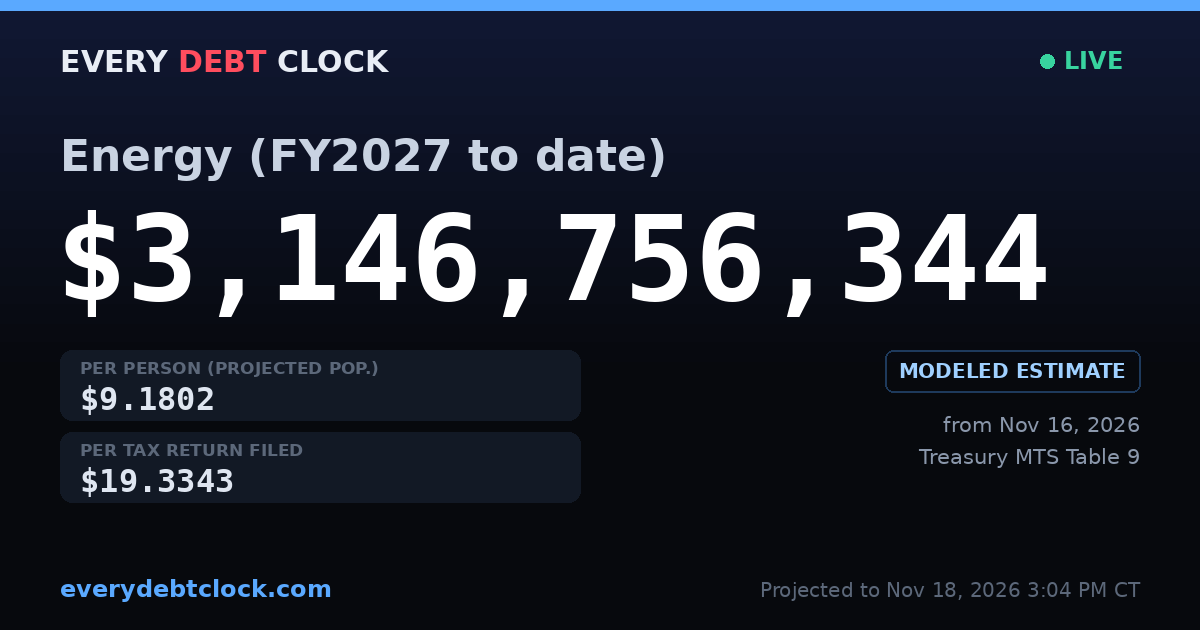 EVERY DEBT CLOCK
LIVE
Energy (FY2027 to date)
$3,146,756,344
PER PERSON (PROJECTED POP.)
$9.1802
PER TAX RETURN FILED
$19.3343
MODELED ESTIMATE
from Nov 16, 2026
Treasury MTS Table 9
everydebtclock.com
Projected to Nov 18, 2026 3:04 PM CT